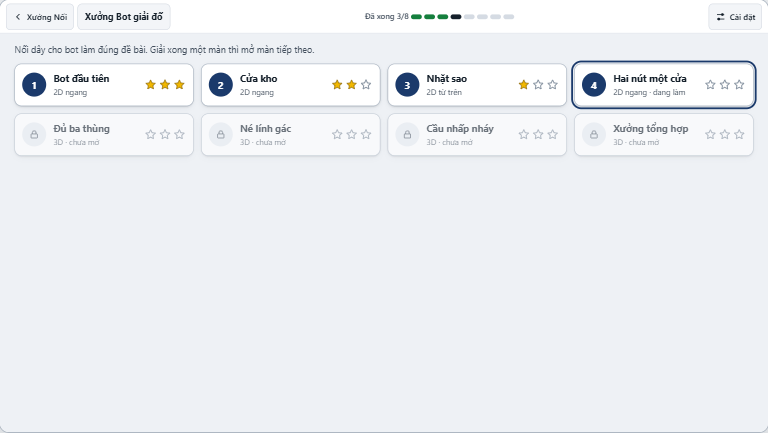 Xưởng Nối
Xưởng Bot giải đố
Đã xong 3/8
Cài đặt
Nối dây cho bot làm đúng đề bài. Giải xong một màn thì mở màn tiếp theo.
1
Bot đầu tiên
2D ngang
2
Cửa kho
2D ngang
3
Nhặt sao
2D từ trên
4
Hai nút một cửa
2D ngang · đang làm
Đủ ba thùng
3D · chưa mở
Né lính gác
3D · chưa mở
Cầu nhấp nháy
3D · chưa mở
Xưởng tổng hợp
3D · chưa mở